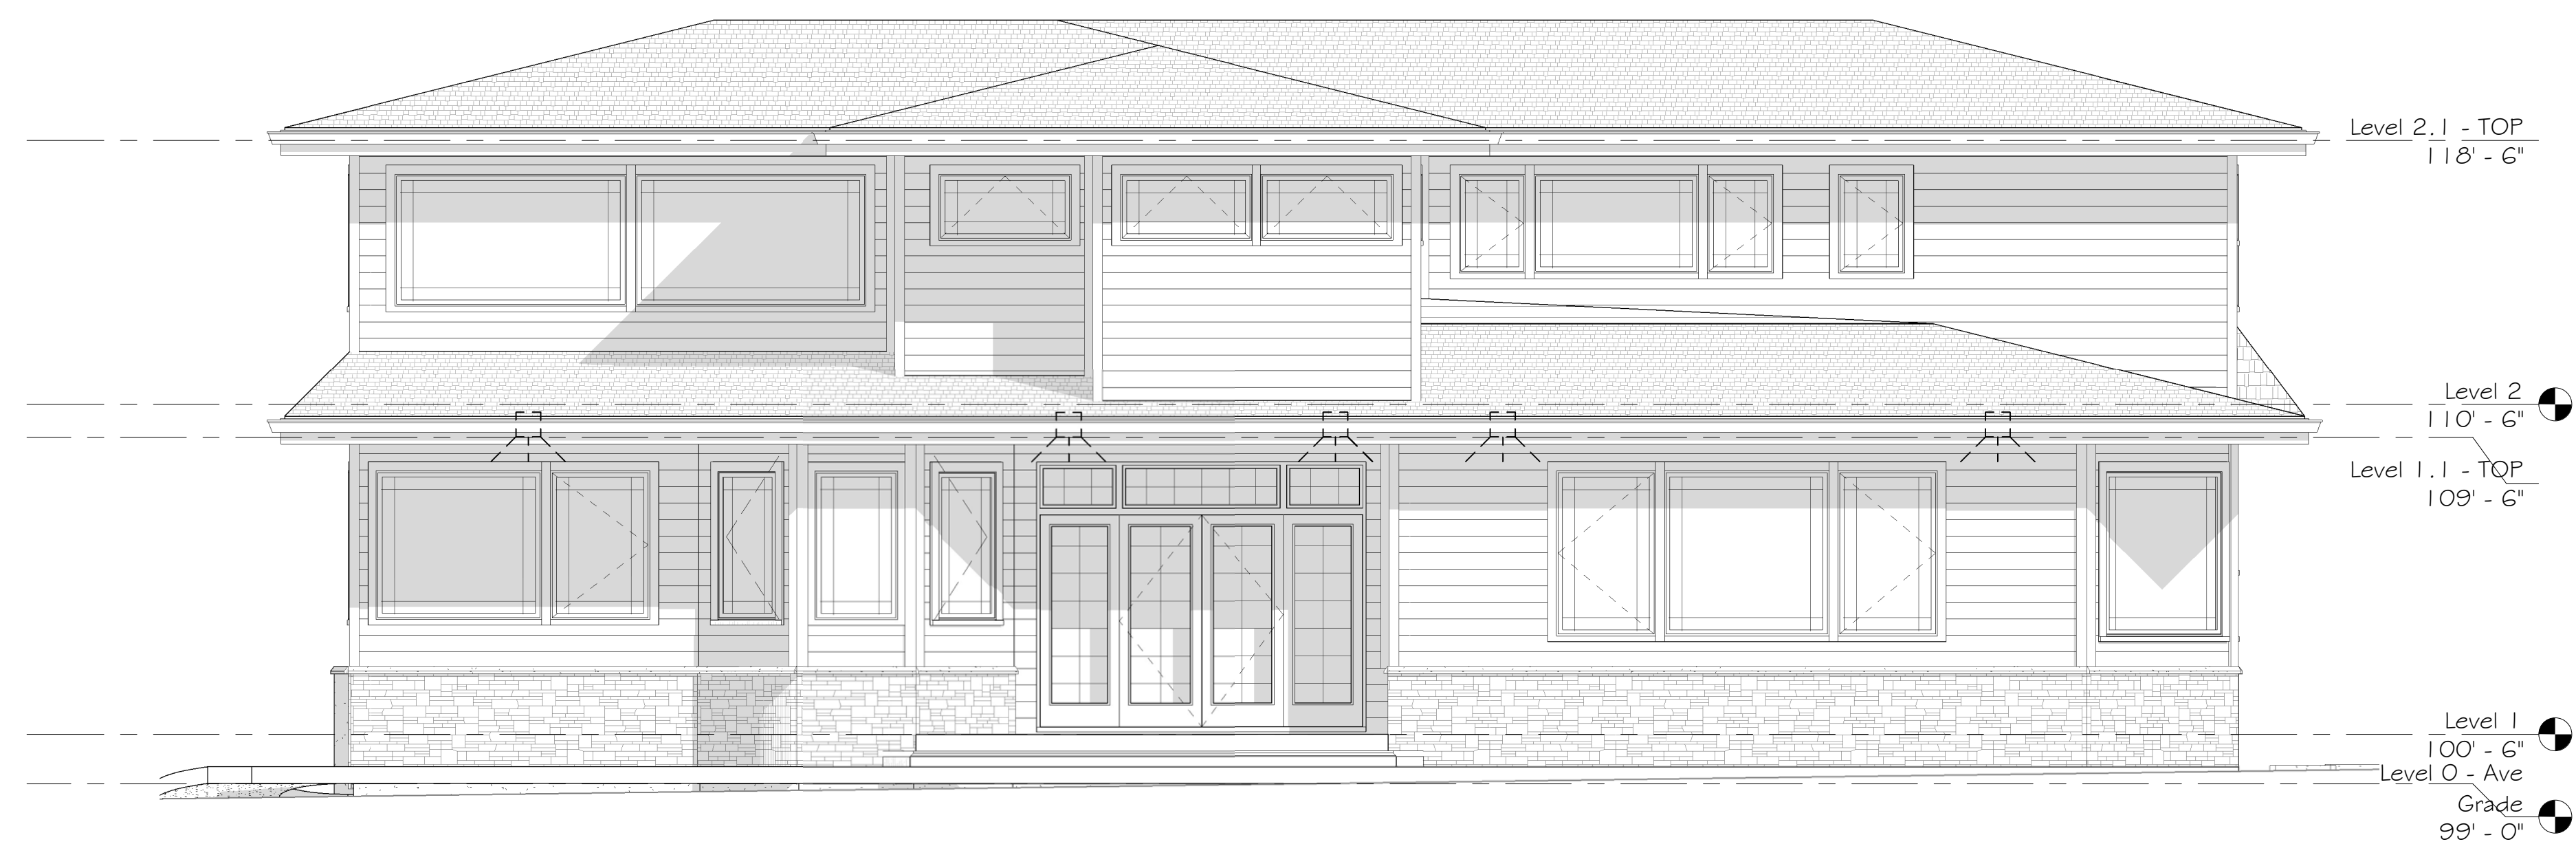 Level 2.1 - TOP
118' - 6"
Level 2
110' - 6"
Level 1.1 - TOP
109' - 6"
Level 1
100' - 6"
Level 0 - Ave
Grade
99' - 0"